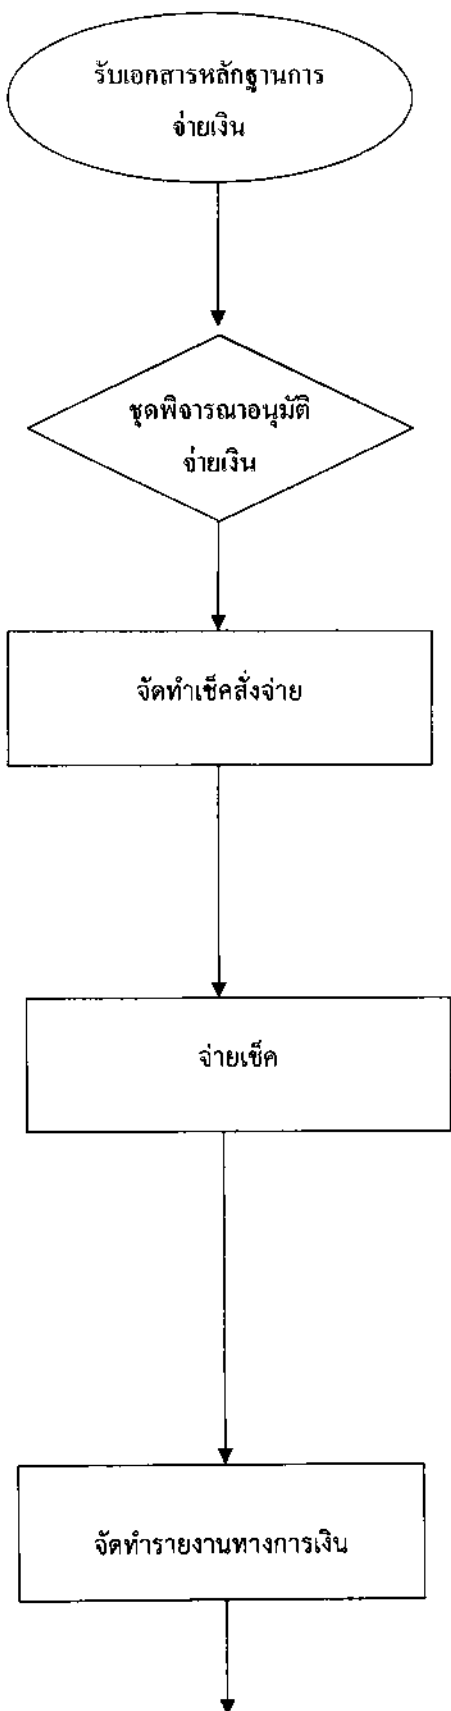 รับเอกสารหลักฐานการ
จ่ายเงิน
ชุดพิจารณาอนุมัติ
จ่ายเงิน
จัดทำเช็คสั่งจ่าย
จ่ายเช็ค
จัดทำรายงานทางการเงิน